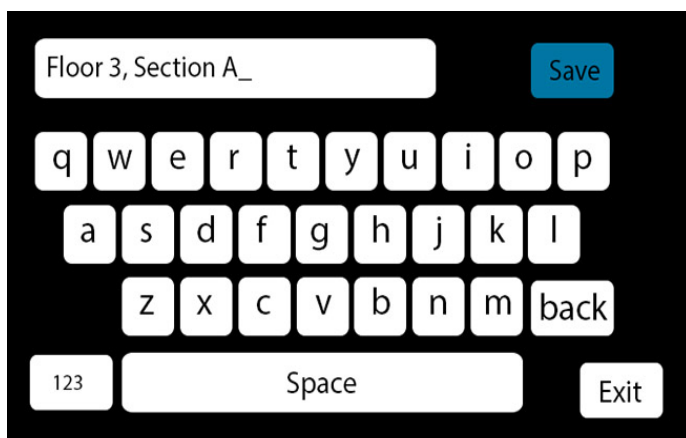 Floor 3, Section A_ Save
q w e r t y u i o p
a s d f g h j k l
z x c v b n m back
123 Space Exit